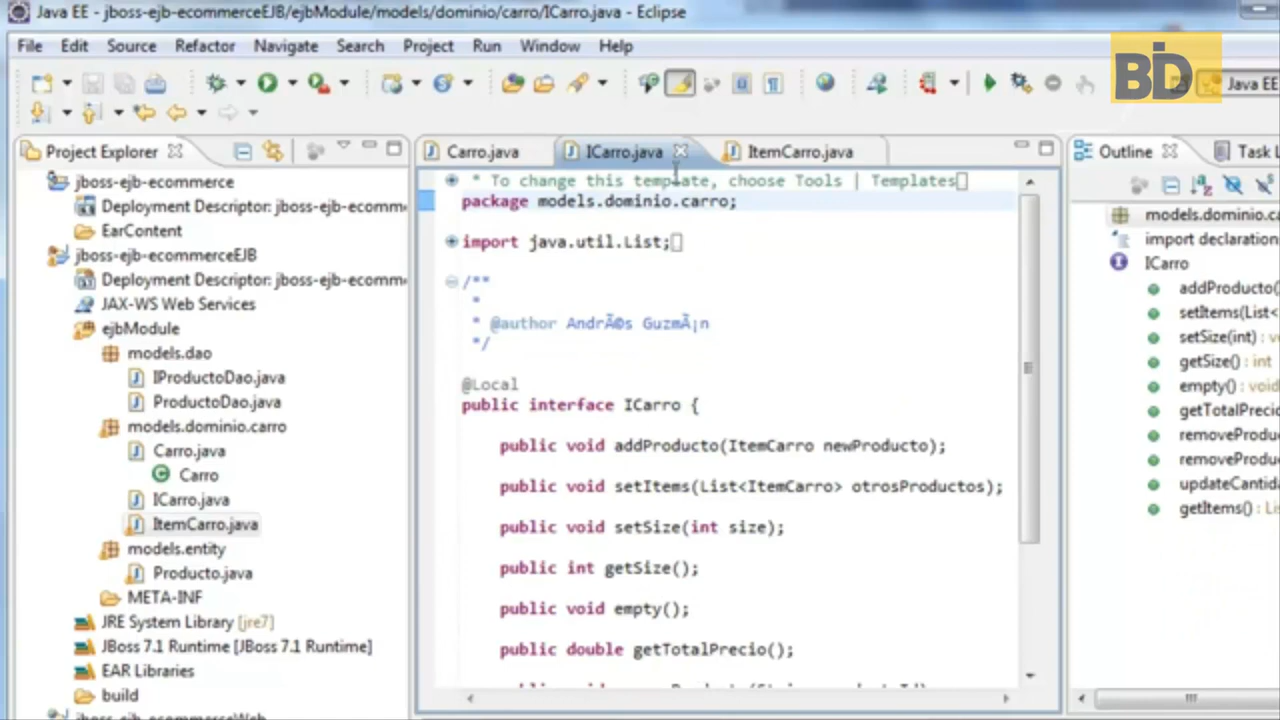 Java EE - jboss-ejb-ecommerceEJB/ejbModule/models/dominio/carro/ICarro.java - Eclipse
File Edit Source Refactor Navigate Search Project Run Window Help
BD
Java EE
Project Explorer
jboss-ejb-ecommerce
Deployment Descriptor: jboss-ejb-ecomm
EarContent
jboss-ejb-ecommerceEJB
Deployment Descriptor: jboss-ejb-ecomm
JAX-WS Web Services
ejbModule
models.dao
IProductoDao.java
ProductoDao.java
models.dominio.carro
Carro.java
Carro
ICarro.java
ItemCarro.java
models.entity
Producto.java
META-INF
JRE System Library [jre7]
JBoss 7.1 Runtime [JBoss 7.1 Runtime]
EAR Libraries
build
jboss-ejb-ecommerceWeb
Carro.java ICarro.java ItemCarro.java
* To change this template, choose Tools | Templates
package models.dominio.carro;
import java.util.List;
/**
*
* @author AndrÃ©s GuzmÃ¡n
*/
@Local
public interface ICarro {
public void addProducto(ItemCarro newProducto);
public void setItems(List<ItemCarro> otrosProductos);
public void setSize(int size);
public int getSize();
public void empty();
public double getTotalPrecio();
Outline Task L
models.dominio.c
import declaration
ICarro
addProducto(
setItems(List<
setSize(int) : v
getSize() : int
empty() : void
getTotalPreci
removeProdu
removeProdu
updateCantid
getItems() : Li